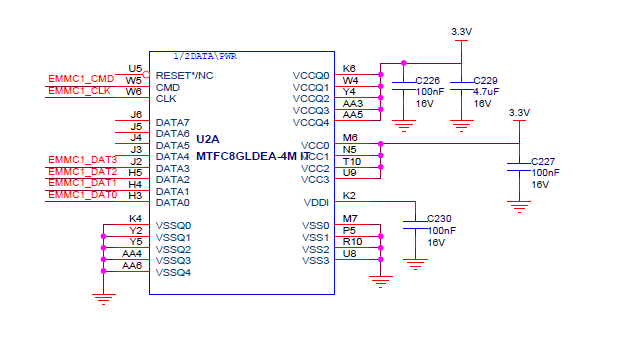 3.3V
1/2DATA\PWR
U5 RESET*/NC
EMMC1_CMD W5 CMD
EMMC1_CLK W6 CLK
J6 DATA7
J5 DATA6
J4 DATA5
J3 DATA4
EMMC1_DAT3 J2 DATA3
EMMC1_DAT2 H5 DATA2
EMMC1_DAT1 H4 DATA1
EMMC1_DAT0 H3 DATA0
K4 VSSQ0
Y2 VSSQ1
Y5 VSSQ2
AA4 VSSQ3
AA6 VSSQ4
U2A
MTFC8GLDEA-4M
VCCQ0 K6
VCCQ1 W4
VCCQ2 Y4
VCCQ3 AA3
VCCQ4 AA5
VCC0 M6
VCC1 N5
VCC2 T10
VCC3 U9
VDDI K2
VSS0 M7
VSS1 P5
VSS2 R10
VSS3 U8
C226
100nF
16V
C229
4.7uF
16V
3.3V
C227
100nF
16V
C230
100nF
16V